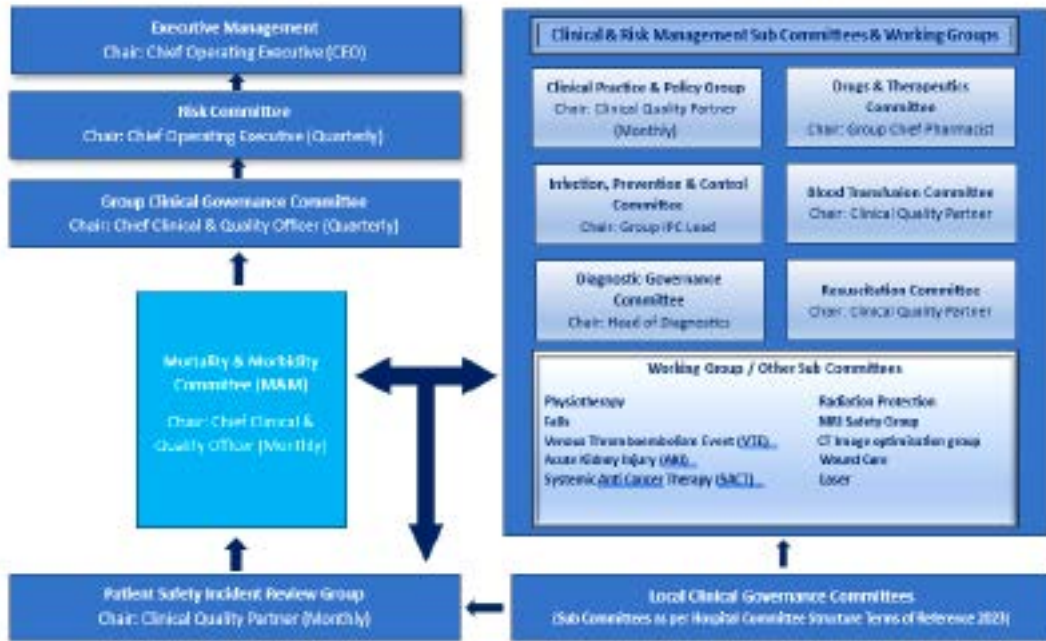 Executive Management
Chair: Chief Operating Executive (CEO)
Risk Committee
Chair: Chief Operating Executive (Quarterly)
Group Clinical Governance Committee
Chair: Chief Clinical & Quality Officer (Quarterly)
Mortality & Morbidity
Committee (M&M)
Chair: Chief Clinical &
Quality Officer (Monthly)
Patient Safety Incident Review Group
Chair: Clinical Quality Partner (Monthly)
Clinical & Risk Management Sub Committees & Working Groups
Clinical Practice & Policy Group
Chair: Clinical Quality Partner
(Monthly)
Drugs & Therapeutics
Committee
Chair: Group Chief Pharmacist
Infection, Prevention & Control
Committee
Chair: Group IPC Lead
Blood Transfusion Committee
Chair: Clinical Quality Partner
Diagnostic Governance
Committee
Chair: Head of Diagnostics
Resuscitation Committee
Chair: Clinical Quality Partner
Working Group / Other Sub Committees
Physiotherapy
Falls
Venous Thromboembolism Event (VTE)
Acute Kidney Injury (AKI)
Systemic Anti Cancer Therapy (SACT)
Radiation Protection
MRI Safety Group
CT Image optimisation group
Wound Care
Laser
Local Clinical Governance Committees
(Sub Committees as per Hospital Committee Structure Terms of Reference 2023)